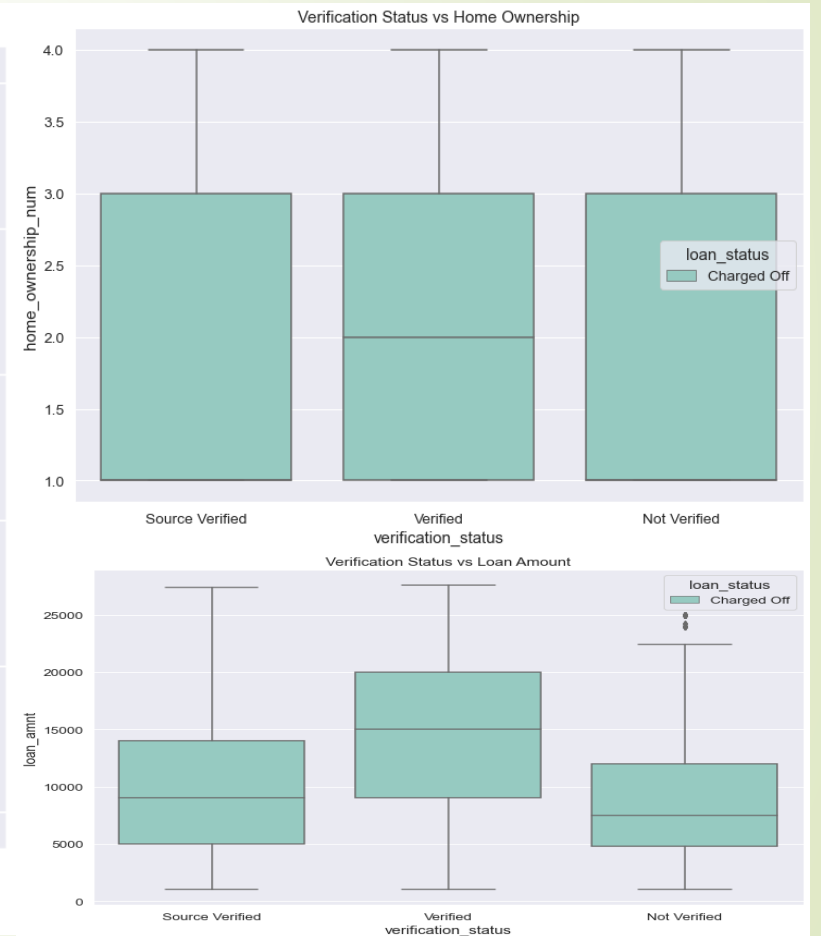 Verification Status vs Home Ownership
4.0
3.5
3.0
2.5
2.0
1.5
1.0
home_ownership_num
loan_status
Charged Off
Source Verified Verified Not Verified
verification_status
Verification Status vs Loan Amount
loan_status
Charged Off
25000
20000
15000
10000
5000
0
loan_amnt
Source Verified Verified Not Verified
verification_status